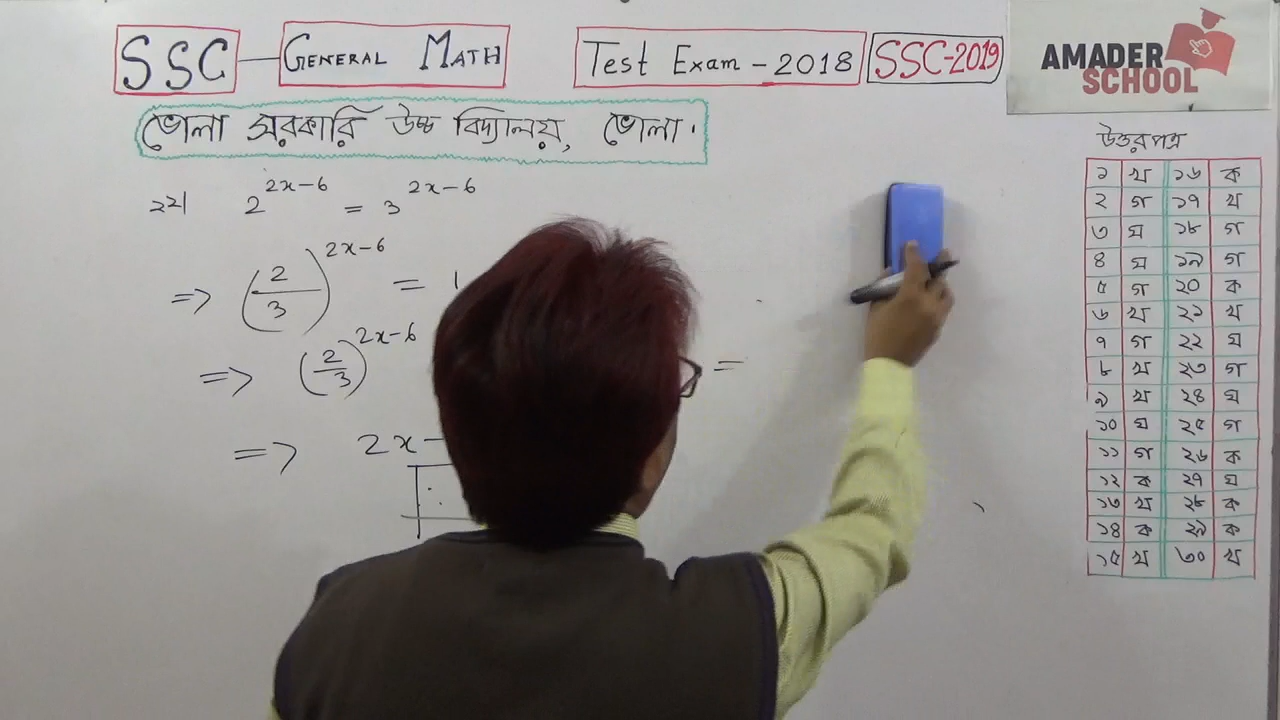 SSC GENERAL MATH Test Exam - 2018 SSC-2019
AMADER SCHOOL
ভোলা সরকারি উচ্চ বিদ্যালয়, ভোলা.
২২। 2^{2x-6} = 3^{2x-6}
=> (2/3)^{2x-6} = 1
=> (2/3)^{2x-6} =
=> 2x-
উত্তরপত্র
১ খ ১৬ ক
২ গ ১৭ খ
৩ ঘ ১৮ গ
৪ ঘ ১৯ গ
৫ গ ২০ ক
৬ খ ২১ খ
৭ গ ২২ ঘ
৮ খ ২৩ গ
৯ খ ২৪ ঘ
১০ ঘ ২৫ গ
১১ গ ২৬ ক
১২ ক ২৭ ঘ
১৩ খ ২৮ ক
১৪ ক ২৯ ক
১৫ খ ৩০ খ